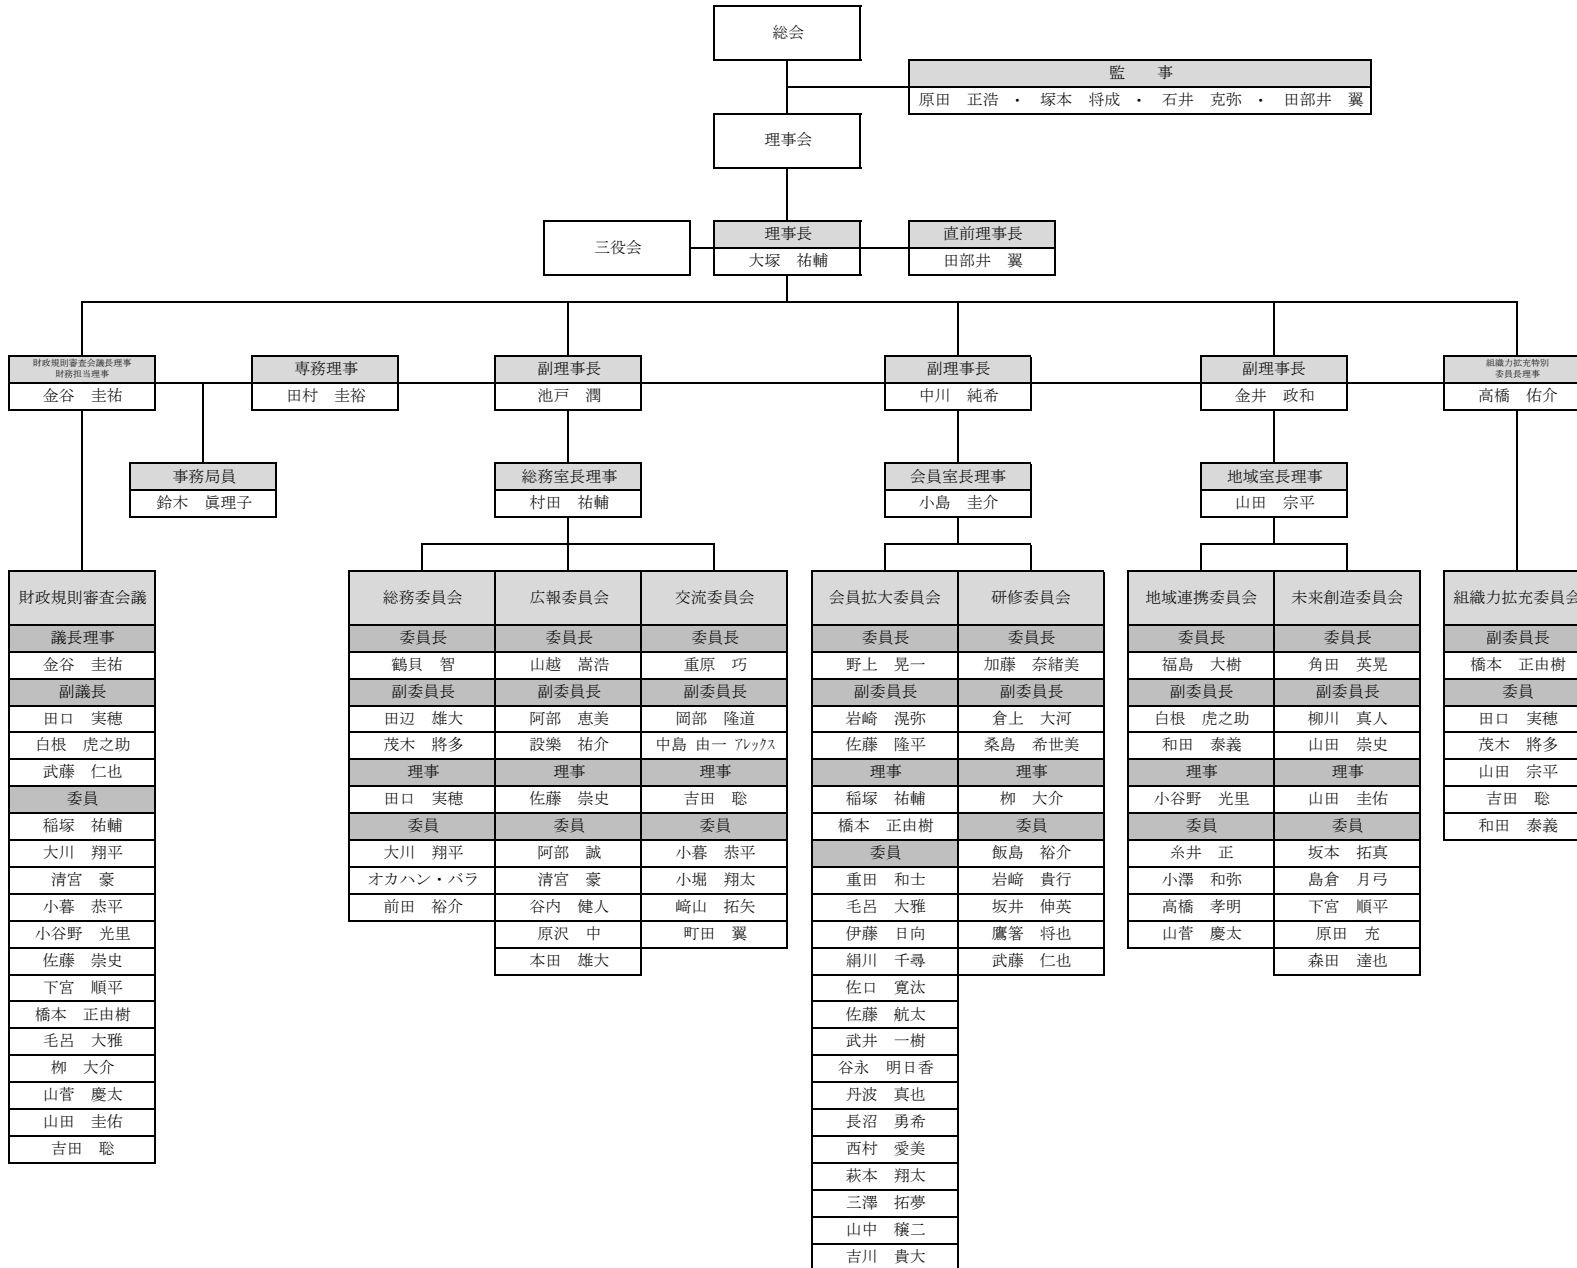 総会
監　事
原田　正浩　・　塚本　将成　・　石井　克弥　・　田部井　翼
理事会
三役会
理事長
大塚　祐輔
直前理事長
田部井　翼
財政規則審査会議長理事
財務担当理事
金谷　圭祐
専務理事
田村　圭裕
副理事長
池戸　潤
副理事長
中川　純希
副理事長
金井　政和
組織力拡充特別
委員長理事
高橋　佑介
事務局員
鈴木　眞理子
総務室長理事
村田　祐輔
会員室長理事
小島　圭介
地域室長理事
山田　宗平
財政規則審査会議
議長理事
金谷　圭祐
副議長
田口　実穂
白根　虎之助
武藤　仁也
委員
稲塚　祐輔
大川　翔平
清宮　豪
小暮　恭平
小谷野　光里
佐藤　崇史
下宮　順平
橋本　正由樹
毛呂　大雅
栁　大介
山菅　慶太
山田　圭佑
吉田　聡
総務委員会
委員長
鶴貝　智
副委員長
田辺　雄大
茂木　將多
理事
田口　実穂
委員
大川　翔平
オカハン・バラ
前田　裕介
広報委員会
委員長
山越　嵩浩
副委員長
阿部　恵美
設樂　祐介
理事
佐藤　崇史
委員
阿部　誠
清宮　豪
谷内　健人
原沢　中
本田　雄大
交流委員会
委員長
重原　巧
副委員長
岡部　隆道
中島 由一 ｱﾚｯｸｽ
理事
吉田　聡
委員
小暮　恭平
小堀　翔太
﨑山　拓矢
町田　翼
会員拡大委員会
委員長
野上　晃一
副委員長
岩崎　滉弥
佐藤　隆平
理事
稲塚　祐輔
橋本　正由樹
委員
重田　和士
毛呂　大雅
伊藤　日向
絹川　千尋
佐口　寛汰
佐藤　航太
武井　一樹
谷永　明日香
丹波　真也
長沼　勇希
西村　愛美
萩本　翔太
三澤　拓夢
山中　穣二
吉川　貴大
研修委員会
委員長
加藤　奈緒美
副委員長
倉上　大河
桑島　希世美
理事
栁　大介
委員
飯島　裕介
岩﨑　貴行
坂井　伸英
鷹箸　将也
武藤　仁也
地域連携委員会
委員長
福島　大樹
副委員長
白根　虎之助
和田　泰義
理事
小谷野　光里
委員
糸井　正
小澤　和弥
高橋　孝明
山菅　慶太
未来創造委員会
委員長
角田　英晃
副委員長
柳川　真人
山田　崇史
理事
山田　圭佑
委員
坂本　拓真
島倉　月弓
下宮　順平
原田　充
森田　達也
組織力拡充委員会
副委員長
橋本　正由樹
委員
田口　実穂
茂木　將多
山田　宗平
吉田　聡
和田　泰義